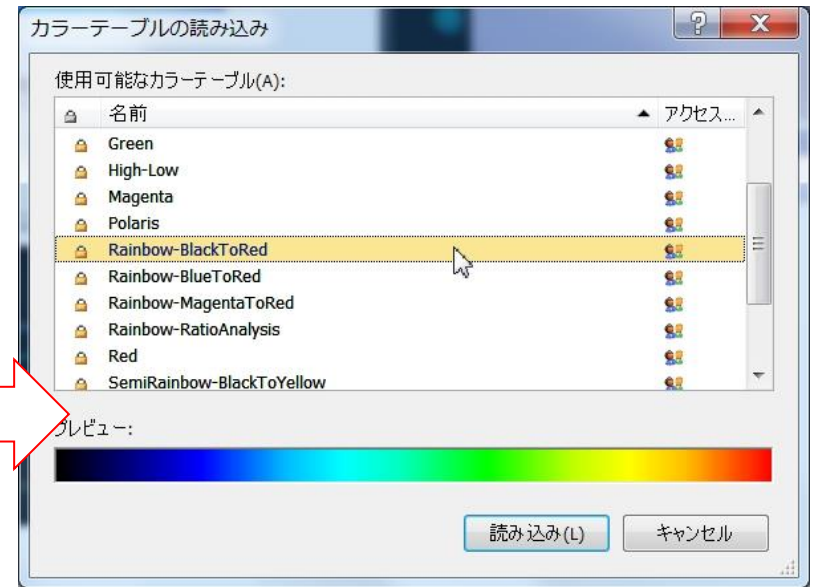 カラーテーブルの読み込み
使用可能なカラーテーブル(A):
名前 アクセス...
Green
High-Low
Magenta
Polaris
Rainbow-BlackToRed
Rainbow-BlueToRed
Rainbow-MagentaToRed
Rainbow-RatioAnalysis
Red
SemiRainbow-BlackToYellow
プレビュー:
読み込み(L) キャンセル